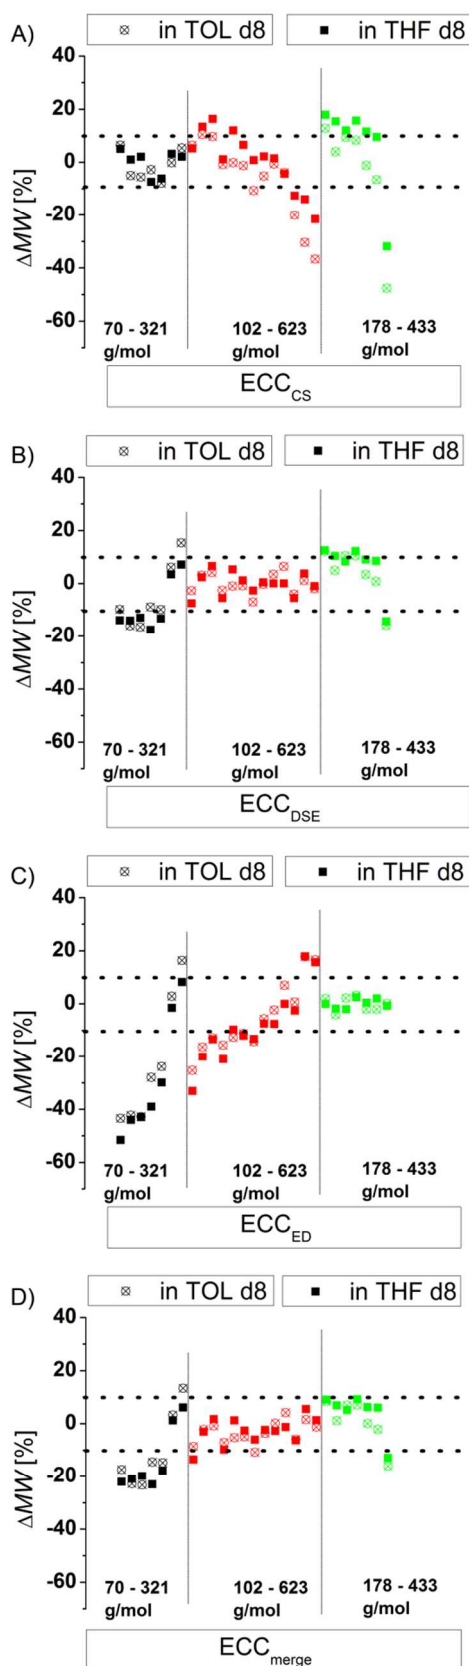 A)
in TOL d8 in THF d8
40
20
0
-20
-40
-60
ΔMW [%]
70 - 321 102 - 623 178 - 433
g/mol g/mol g/mol
ECC_CS
B)
in TOL d8 in THF d8
40
20
0
-20
-40
-60
ΔMW [%]
70 - 321 102 - 623 178 - 433
g/mol g/mol g/mol
ECC_DSE
C)
in TOL d8 in THF d8
40
20
0
-20
-40
-60
ΔMW [%]
70 - 321 102 - 623 178 - 433
g/mol g/mol g/mol
ECC_ED
D)
in TOL d8 in THF d8
40
20
0
-20
-40
-60
ΔMW [%]
70 - 321 102 - 623 178 - 433
g/mol g/mol g/mol
ECC_merge